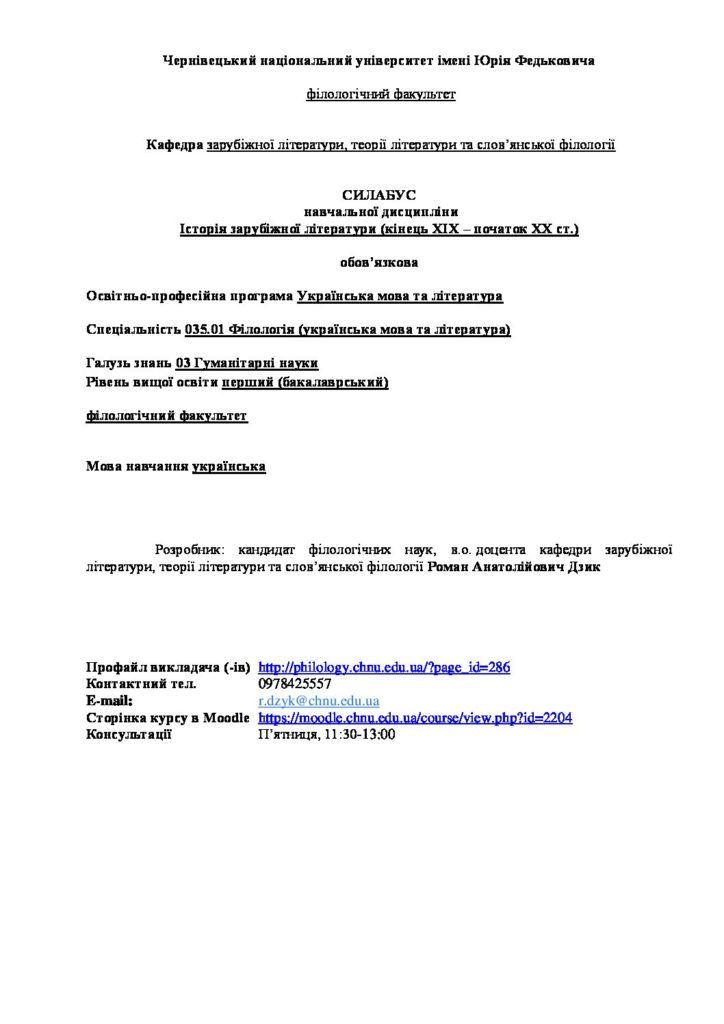 Чернівецький національний університет імені Юрія Федьковича
філологічний факультет
Кафедра зарубіжної літератури, теорії літератури та слов’янської філології
СИЛАБУС
навчальної дисципліни
Історія зарубіжної літератури (кінець XIX – початок XX ст.)
обов’язкова
Освітньо-професійна програма Українська мова та література
Спеціальність 035.01 Філологія (українська мова та література)
Галузь знань 03 Гуманітарні науки
Рівень вищої освіти перший (бакалаврський)
філологічний факультет
Мова навчання українська
Розробник: кандидат філологічних наук, в.о. доцента кафедри зарубіжної
літератури, теорії літератури та слов’янської філології Роман Анатолійович Дзик
Профайл викладача (-ів) http://philology.chnu.edu.ua/?page_id=286
Контактний тел. 0978425557
E-mail: r.dzyk@chnu.edu.ua
Сторінка курсу в Moodle https://moodle.chnu.edu.ua/course/view.php?id=2204
Консультації П’ятниця, 11:30-13:00